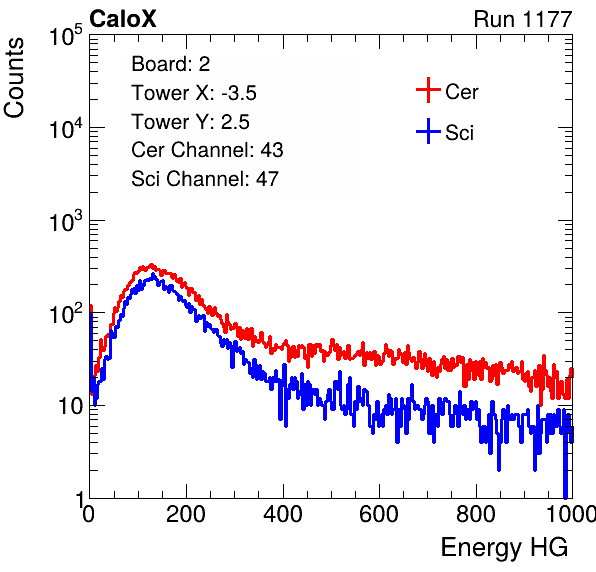 CaloX Run 1177
Counts
Board: 2
Tower X: -3.5
Tower Y: 2.5
Cer Channel: 43
Sci Channel: 47
Cer
Sci
10^5
10^4
10^3
10^2
10
1
0 200 400 600 800 1000
Energy HG